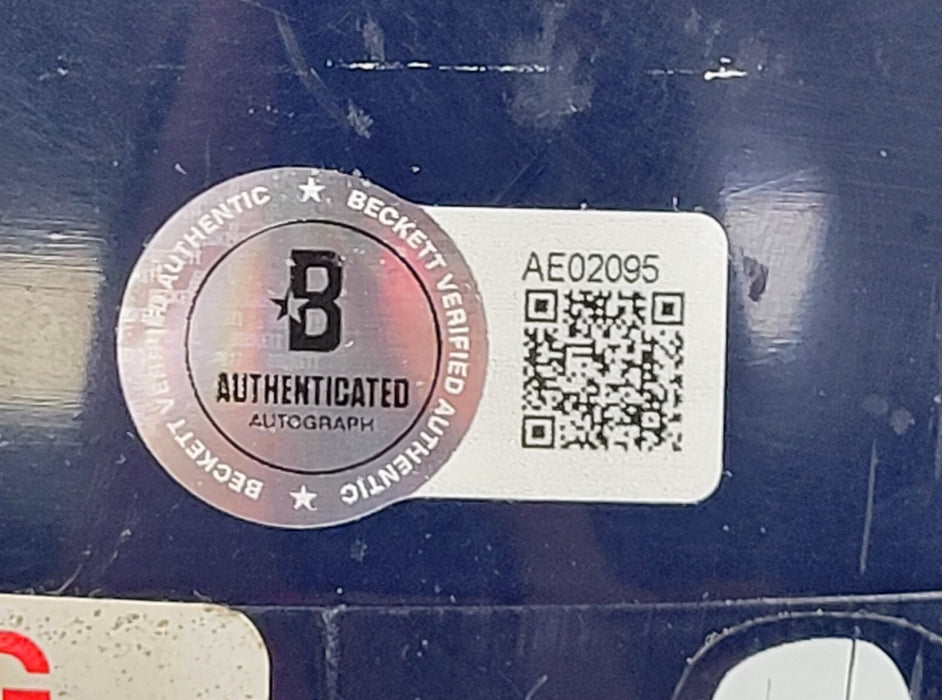 ★ BECKETT VERIFIED AUTHENTIC
★ BECKETT VERIFIED AUTHENTIC
B
AUTHENTICATED
AUTOGRAPH
AE02095
G